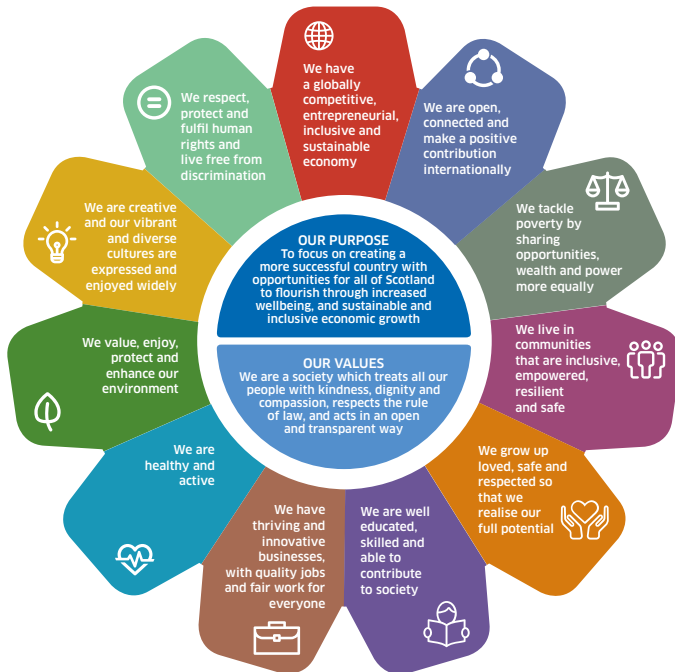 We have
a globally
competitive,
entrepreneurial,
inclusive and
sustainable
economy
We are open,
connected and
make a positive
contribution
internationally
We tackle
poverty by
sharing
opportunities,
wealth and power
more equally
We live in
communities
that are inclusive,
empowered,
resilient
and safe
We grow up
loved, safe and
respected so
that we
realise our
full potential
We are well
educated,
skilled and
able to
contribute
to society
We have
thriving and
innovative
businesses,
with quality jobs
and fair work for
everyone
We are
healthy and
active
We value, enjoy,
protect and
enhance our
environment
We are creative
and our vibrant
and diverse
cultures are
expressed and
enjoyed widely
We respect,
protect and
fulfil human
rights and
live free from
discrimination
OUR PURPOSE
To focus on creating a
more successful country with
opportunities for all of Scotland
to flourish through increased
wellbeing, and sustainable and
inclusive economic growth
OUR VALUES
We are a society which treats all our
people with kindness, dignity and
compassion, respects the rule
of law, and acts in an open
and transparent way